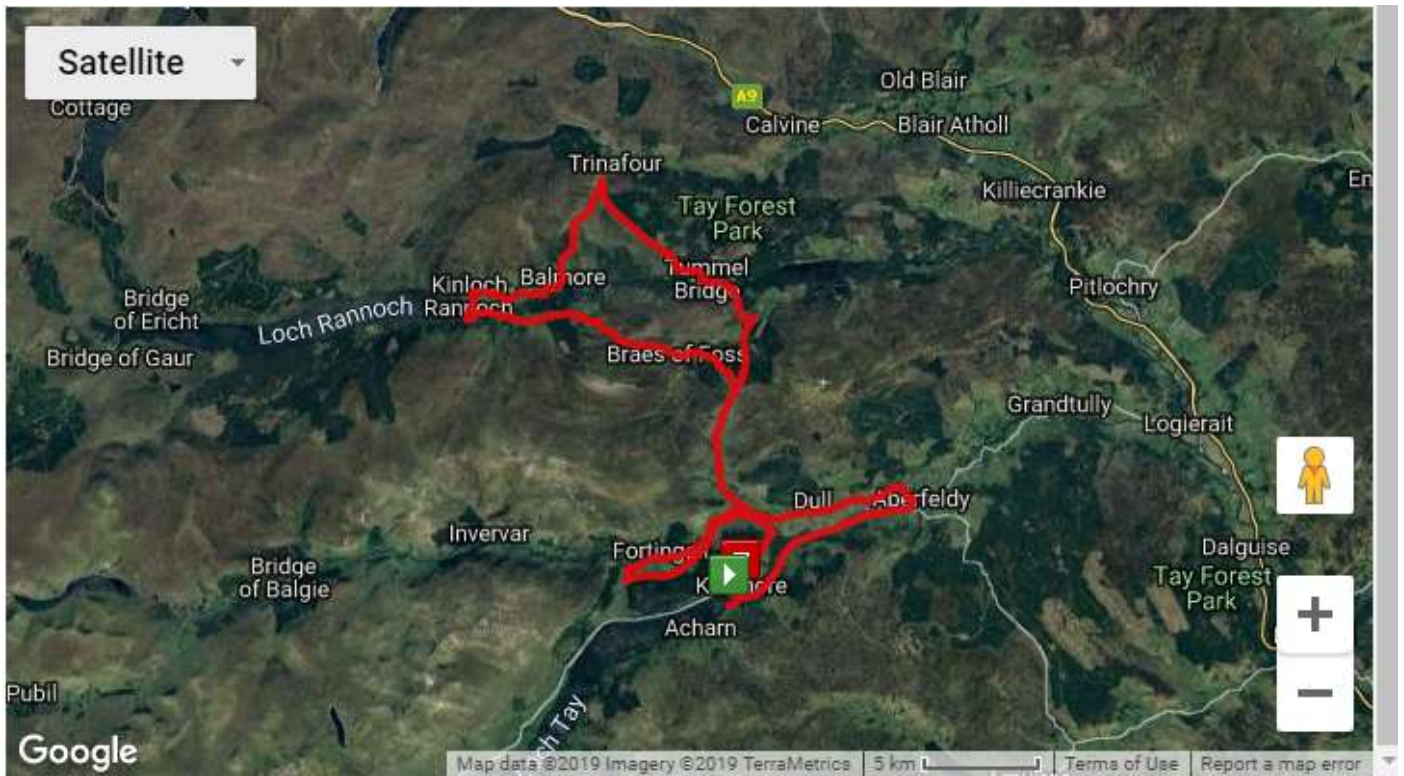 Satellite
Cottage
A9
Old Blair
Calvine
Blair Atholl
Trinafour
Killiecrankie
En
Tay Forest
Park
Tummel
Bridge
Balmore
Kinloch
Rannoch
Pitlochry
Bridge
of Ericht
Loch Rannoch
Bridge of Gaur
Braes of Foss
Grandtully
Logierait
Dull
Aberfeldy
Invervar
Fortingall
Dalguise
Bridge
of Balgie
Tay Forest
Park
Acharn
Pubil
ch Tay
Google
Map data ©2019 Imagery ©2019 TerraMetrics
5 km
Terms of Use
Report a map error